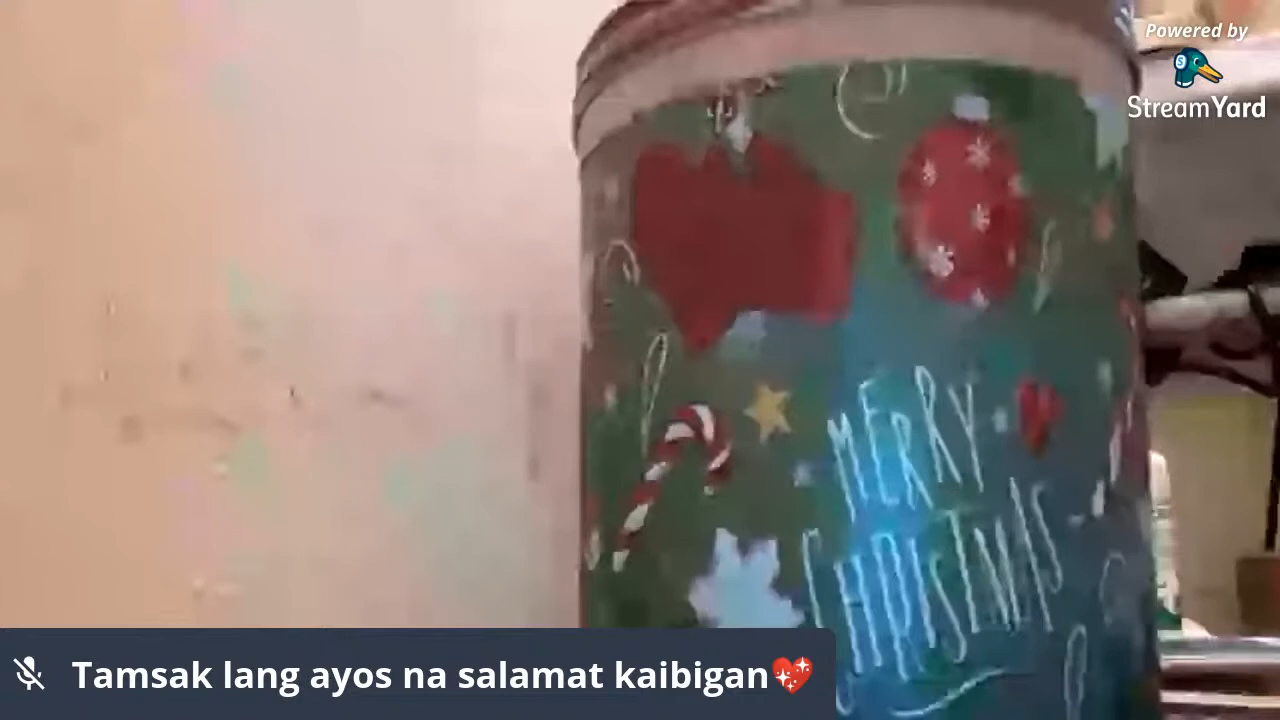 Powered by
StreamYard
MERRY
CHRISTMAS
Tamsak lang ayos na salamat kaibigan💖